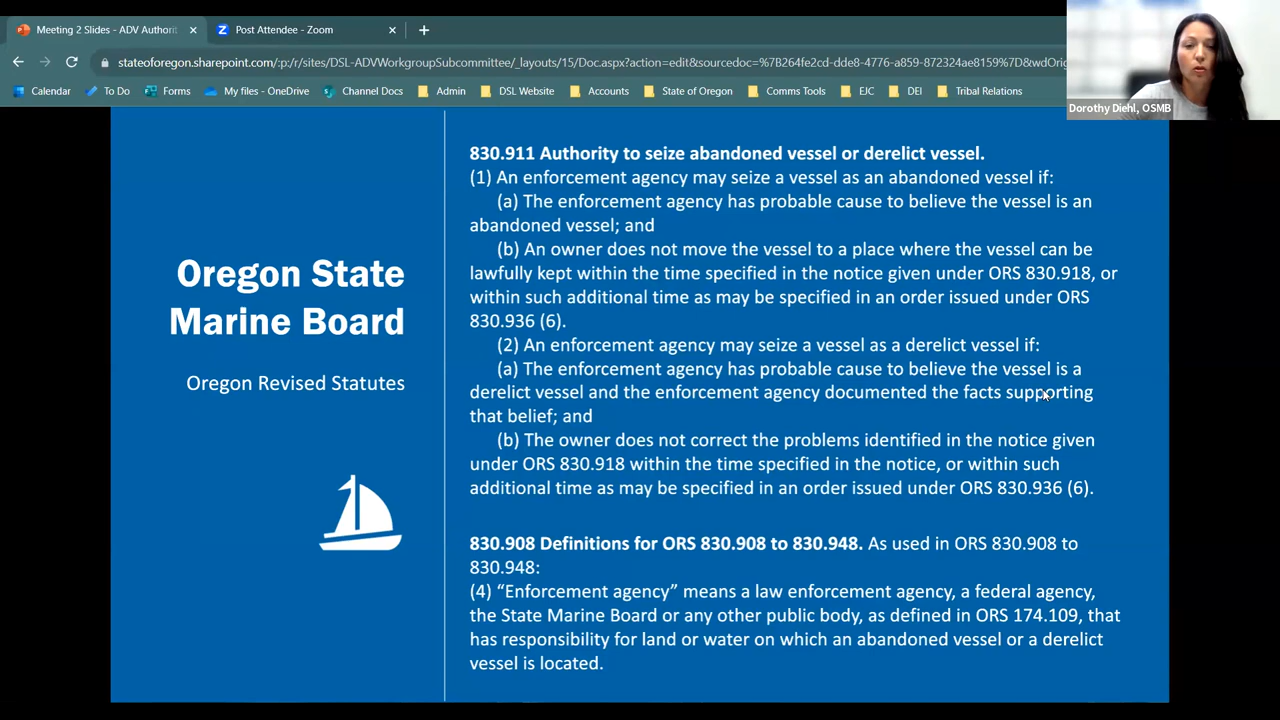 Meeting 2 Slides - ADV Authorit
Post Attendee - Zoom
stateoforegon.sharepoint.com/:p:/r/sites/DSL-ADVWorkgroupSubcommittee/_layouts/15/Doc.aspx?action=edit&sourcedoc=%7B264fe2cd-dde8-4776-a859-872324ae8159%7D&wdOrig
Calendar To Do Forms My files - OneDrive Channel Docs Admin DSL Website Accounts State of Oregon Comms Tools EJC DEI Tribal Relations
Dorothy Diehl, OSMB
Oregon State
Marine Board
Oregon Revised Statutes
830.911 Authority to seize abandoned vessel or derelict vessel.
(1) An enforcement agency may seize a vessel as an abandoned vessel if:
(a) The enforcement agency has probable cause to believe the vessel is an
abandoned vessel; and
(b) An owner does not move the vessel to a place where the vessel can be
lawfully kept within the time specified in the notice given under ORS 830.918, or
within such additional time as may be specified in an order issued under ORS
830.936 (6).
(2) An enforcement agency may seize a vessel as a derelict vessel if:
(a) The enforcement agency has probable cause to believe the vessel is a
derelict vessel and the enforcement agency documented the facts supporting
that belief; and
(b) The owner does not correct the problems identified in the notice given
under ORS 830.918 within the time specified in the notice, or within such
additional time as may be specified in an order issued under ORS 830.936 (6).
830.908 Definitions for ORS 830.908 to 830.948. As used in ORS 830.908 to
830.948:
(4) “Enforcement agency” means a law enforcement agency, a federal agency,
the State Marine Board or any other public body, as defined in ORS 174.109, that
has responsibility for land or water on which an abandoned vessel or a derelict
vessel is located.